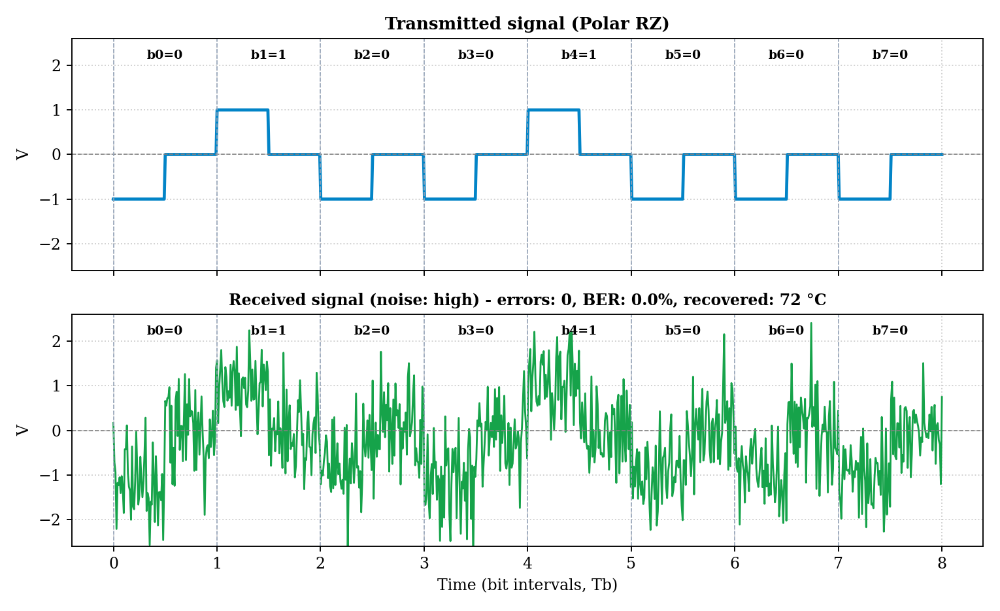 Transmitted signal (Polar RZ)
b0=0 b1=1 b2=0 b3=0 b4=1 b5=0 b6=0 b7=0
2
1
0
−1
−2
V
Received signal (noise: high) - errors: 0, BER: 0.0%, recovered: 72 °C
b0=0 b1=1 b2=0 b3=0 b4=1 b5=0 b6=0 b7=0
2
1
0
−1
−2
V
0 1 2 3 4 5 6 7 8
Time (bit intervals, Tb)